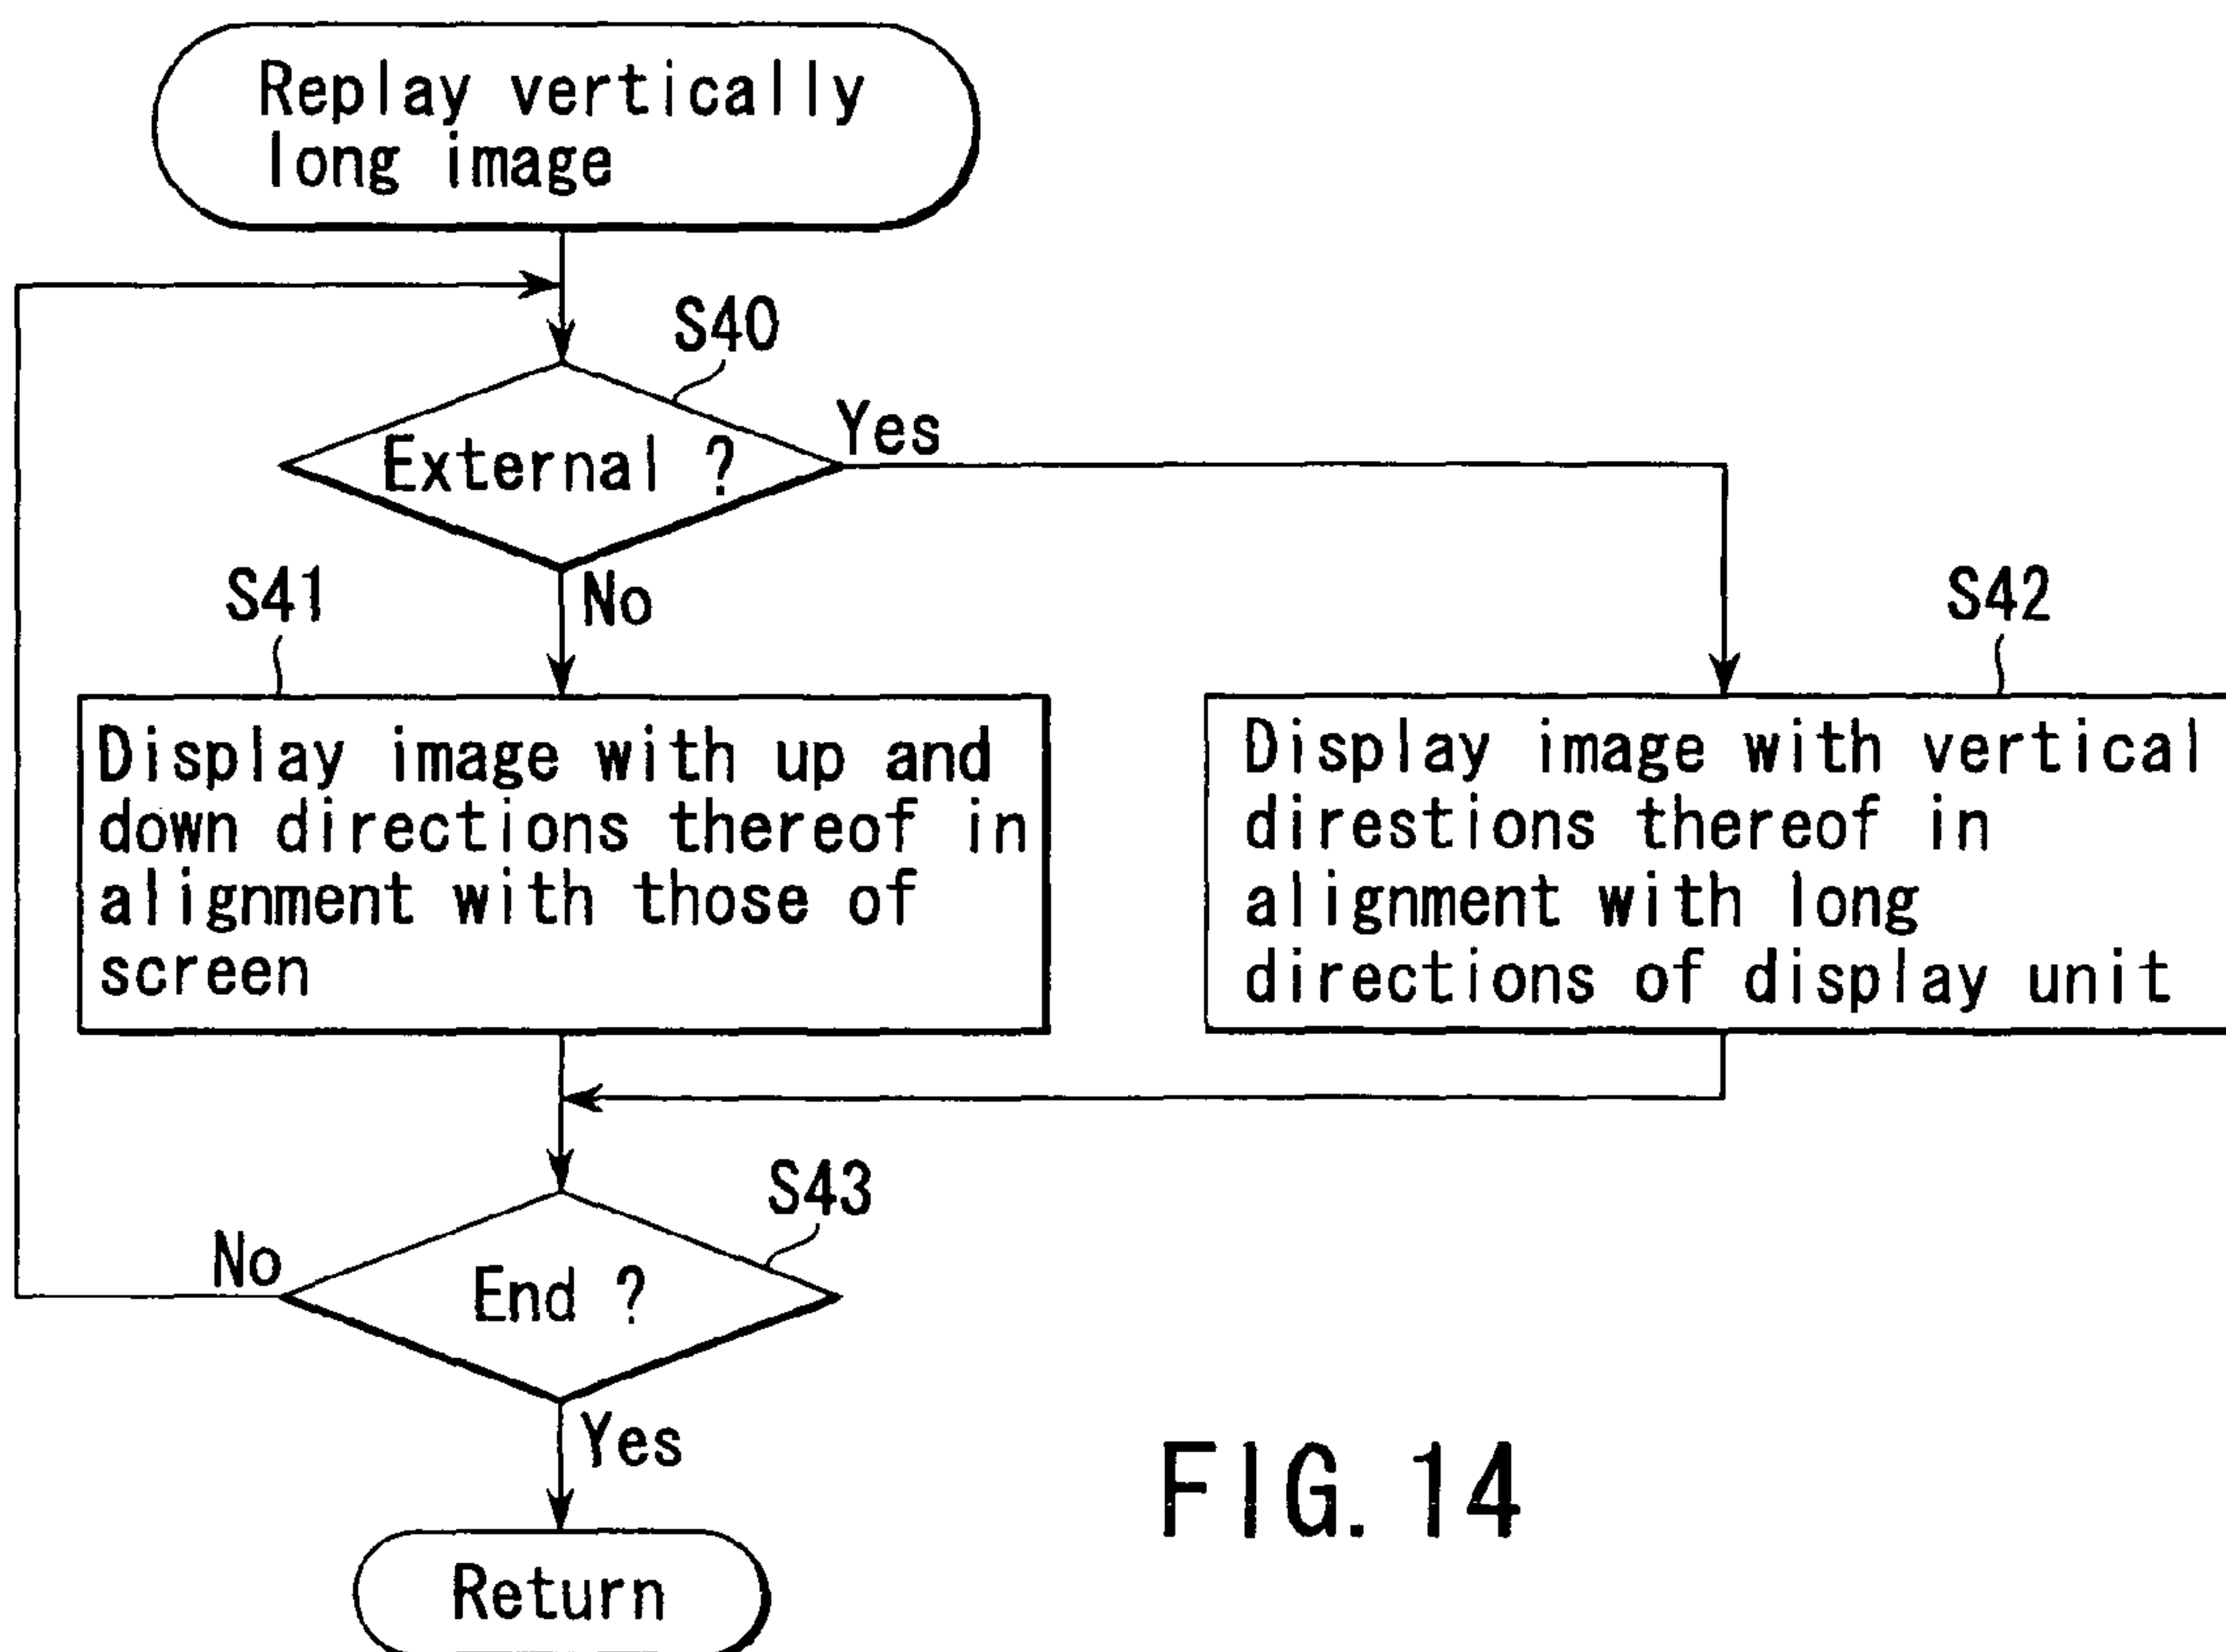 Replay vertically
long image
S40
External ?
Yes
No
S41
S42
Display image with up and
down directions thereof in
alignment with those of
screen
Display image with vertical
direstions thereof in
alignment with long
directions of display unit
S43
End ?
No
Yes
Return
FIG. 14